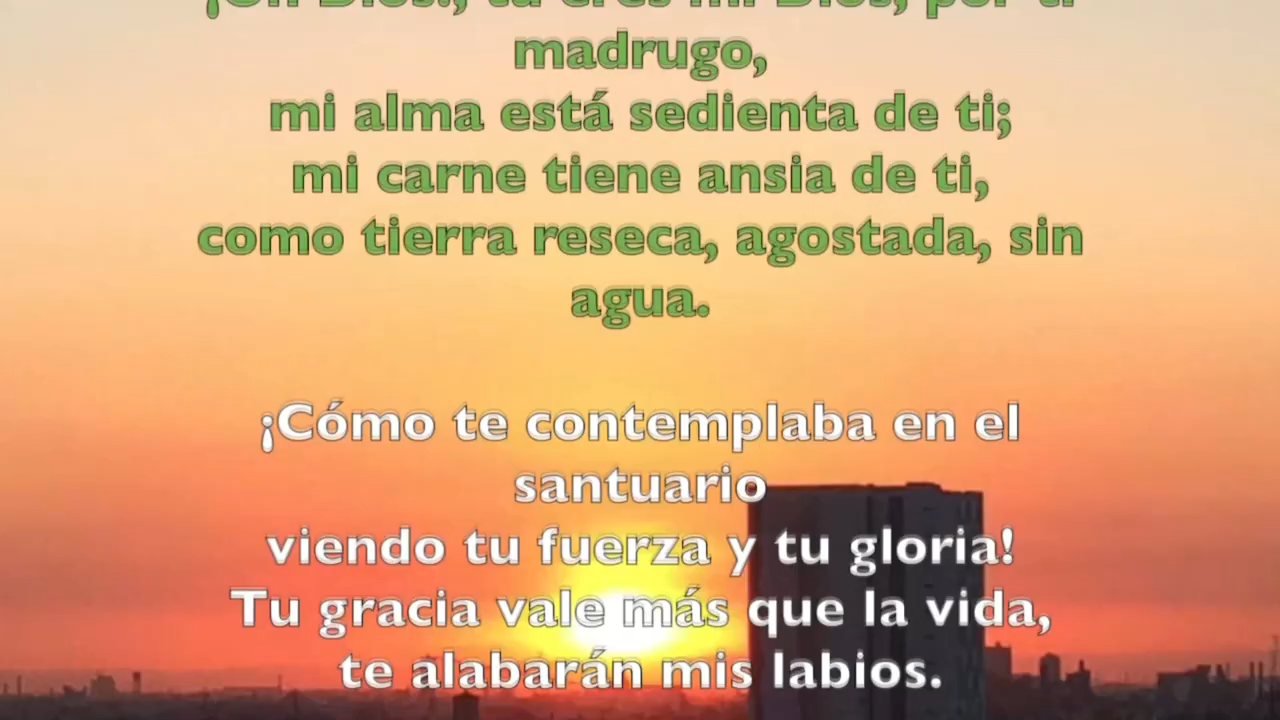 ¡Oh Dios!, tú eres mi Dios, por ti
madrugo,
mi alma está sedienta de ti;
mi carne tiene ansia de ti,
como tierra reseca, agostada, sin
agua.
¡Cómo te contemplaba en el
santuario
viendo tu fuerza y tu gloria!
Tu gracia vale más que la vida,
te alabarán mis labios.